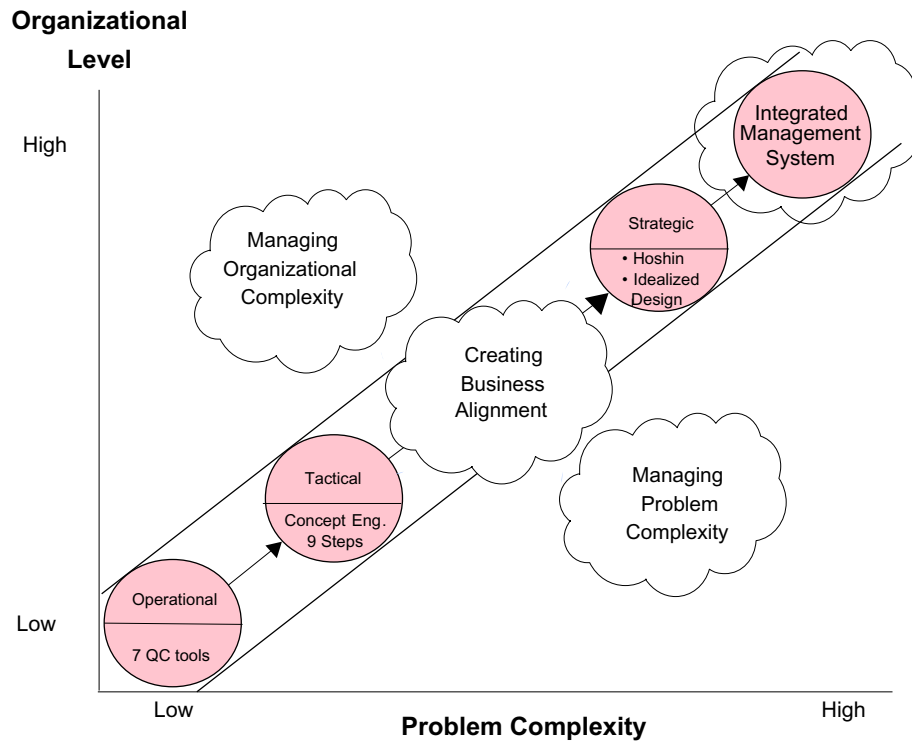 Organizational
Level
High
Integrated
Management
System
Strategic
• Hoshin
• Idealized
Design
Managing
Organizational
Complexity
Creating
Business
Alignment
Managing
Problem
Complexity
Tactical
Concept Eng.
9 Steps
Operational
7 QC tools
Low
Low
Problem Complexity
High